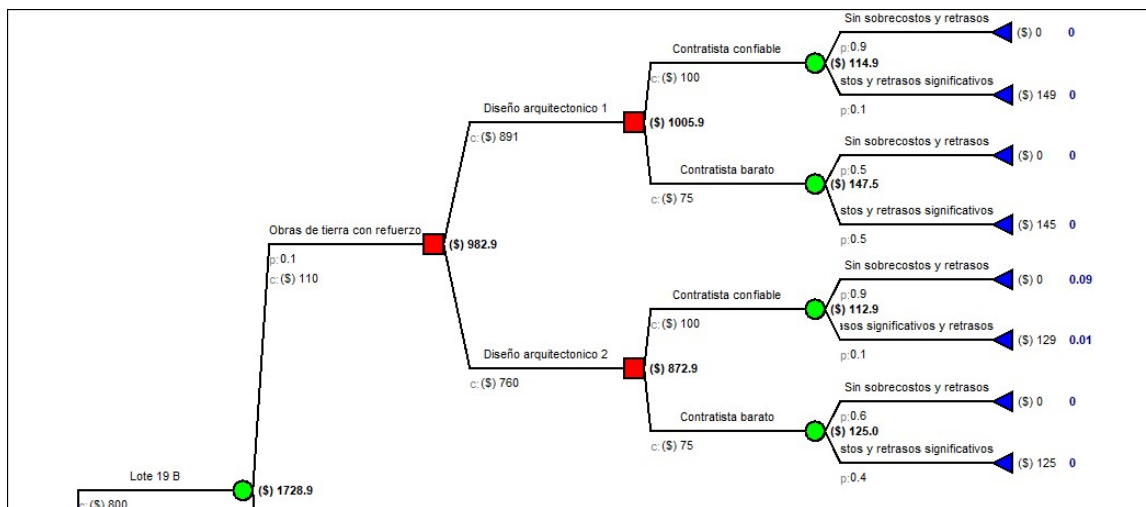 Sin sobrecostos y retrasos
($) 0 0
Contratista confiable
p:0.9
($) 114.9
c:($) 100
stos y retrasos significativos
($) 149 0
p:0.1
Diseño arquitectonico 1
($) 1005.9
c:($) 891
Sin sobrecostos y retrasos
($) 0 0
Contratista barato
p:0.5
($) 147.5
c:($) 75
stos y retrasos significativos
($) 145 0
p:0.5
Obras de tierra con refuerzo
($) 982.9
p:0.1
c:($) 110
Sin sobrecostos y retrasos
($) 0 0.09
Contratista confiable
p:0.9
($) 112.9
c:($) 100
asos significativos y retrasos
($) 129 0.01
p:0.1
Diseño arquitectonico 2
($) 872.9
c:($) 760
Sin sobrecostos y retrasos
($) 0 0
Contratista barato
p:0.6
($) 125.0
c:($) 75
stos y retrasos significativos
($) 125 0
p:0.4
Lote 19 B
($) 1728.9
c:($) 800